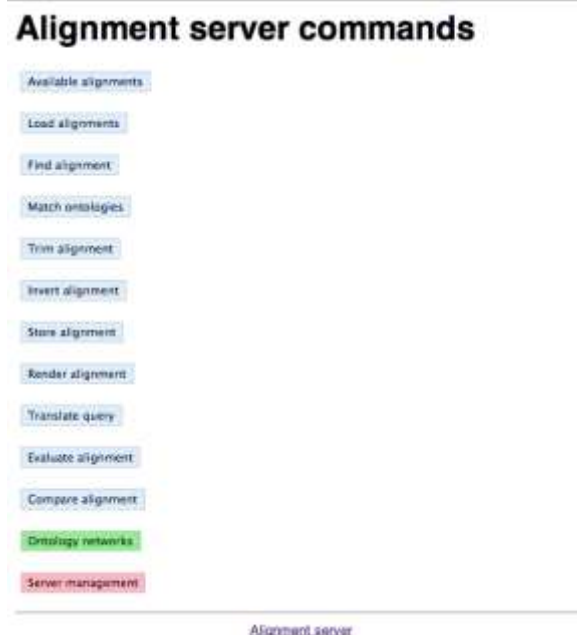 Alignment server commands
Available alignments
Load alignments
Find alignment
Match ontologies
Trim alignment
Invert alignment
Store alignment
Render alignment
Translate query
Evaluate alignment
Compare alignment
Ontology networks
Server management
Alignment server